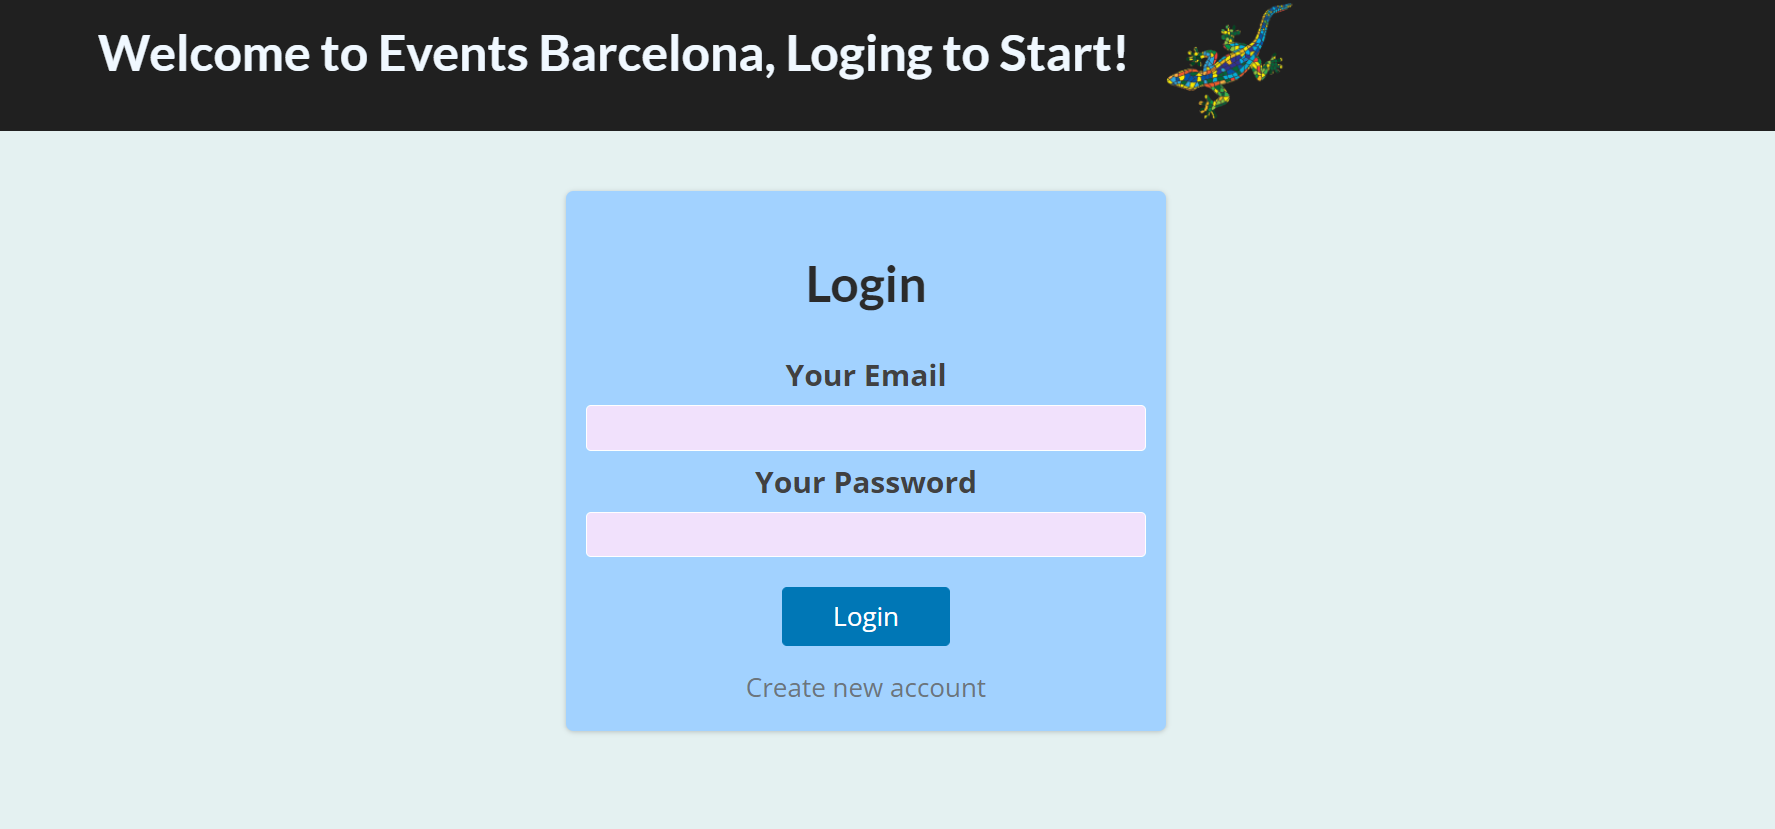 Welcome to Events Barcelona, Loging to Start!
Login
Your Email
Your Password
Login
Create new account